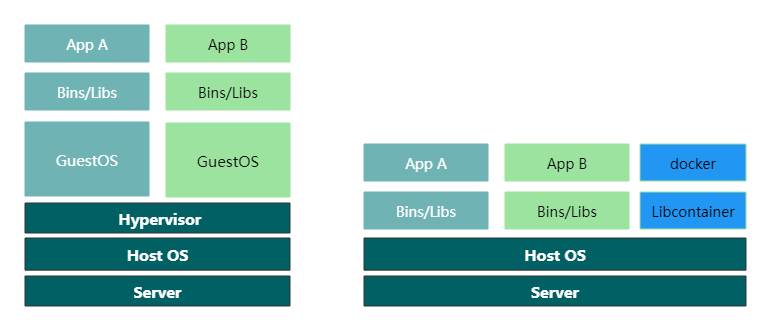 App A
App B
Bins/Libs
Bins/Libs
GuestOS
GuestOS
Hypervisor
Host OS
Server
App A
App B
docker
Bins/Libs
Bins/Libs
Libcontainer
Host OS
Server